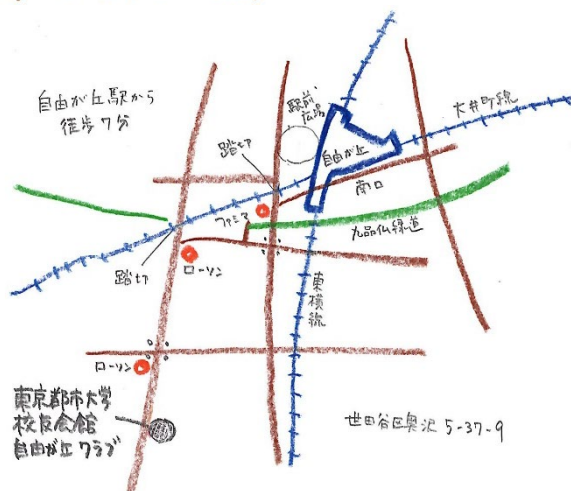 自由が丘駅から
徒歩7分
駅前
広場
大井町線
自由が丘
踏切
南口
ファミマ
九品仏緑道
踏切
ローソン
東横線
ローソン
東京都市大学
校友会館
自由が丘クラブ
世田谷区奥沢 5-37-9